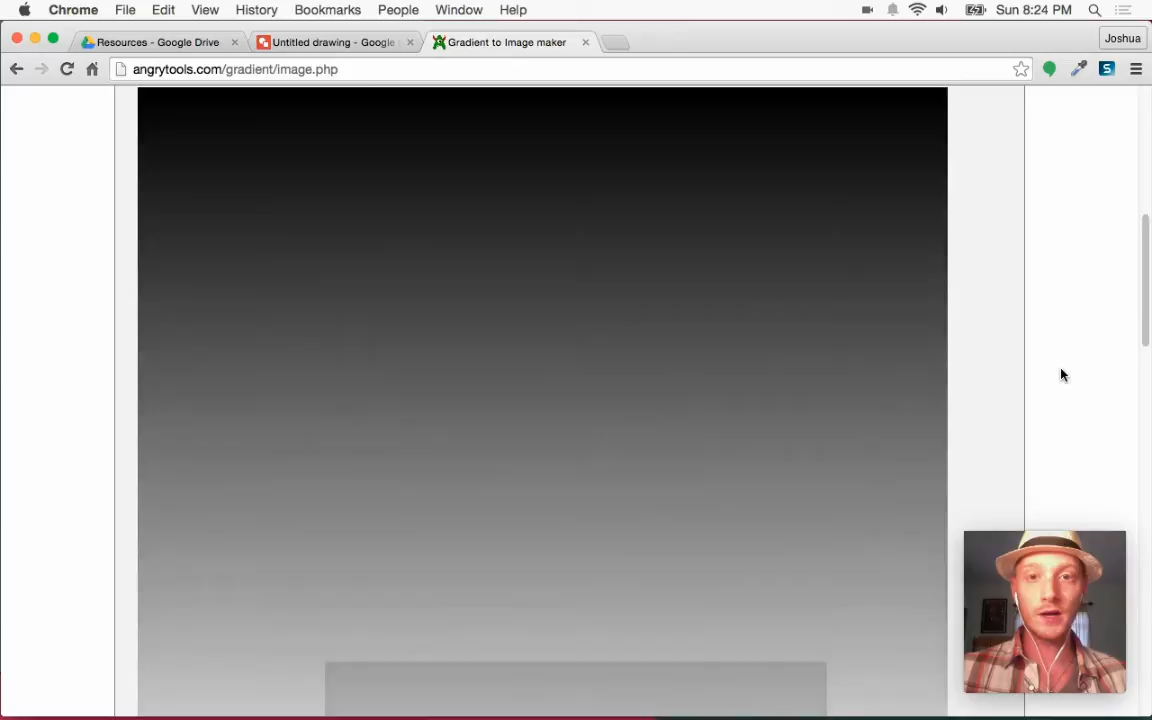 Chrome File Edit View History Bookmarks People Window Help Sun 8:24 PM
Resources - Google Drive Untitled drawing - Google Gradient to Image maker Joshua
angrytools.com/gradient/image.php